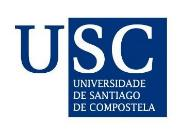 USC
UNIVERSIDADE
DE SANTIAGO
DE COMPOSTELA